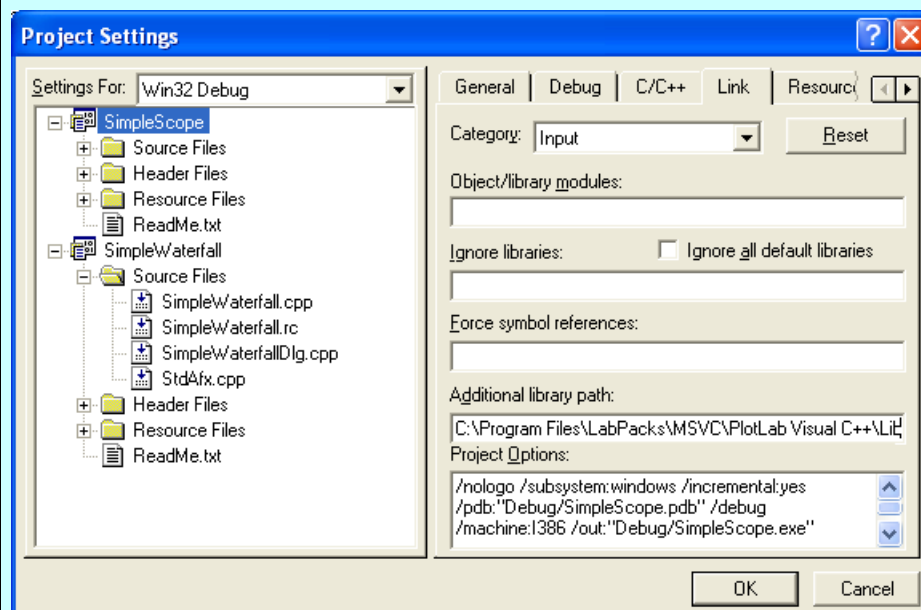 Project Settings
Settings For: Win32 Debug
SimpleScope
Source Files
Header Files
Resource Files
ReadMe.txt
SimpleWaterfall
Source Files
SimpleWaterfall.cpp
SimpleWaterfall.rc
SimpleWaterfallDlg.cpp
StdAfx.cpp
Header Files
Resource Files
ReadMe.txt
General Debug C/C++ Link
Category: Input Reset
Object/library modules:
Ignore libraries: Ignore all default libraries
Force symbol references:
Additional library path:
C:\Program Files\LabPacks\MSVC\PlotLab Visual C++\
Project Options:
/nologo /subsystem:windows /incremental:yes
/pdb:"Debug/SimpleScope.pdb" /debug
/machine:I386 /out:"Debug/SimpleScope.exe"
OK Cancel